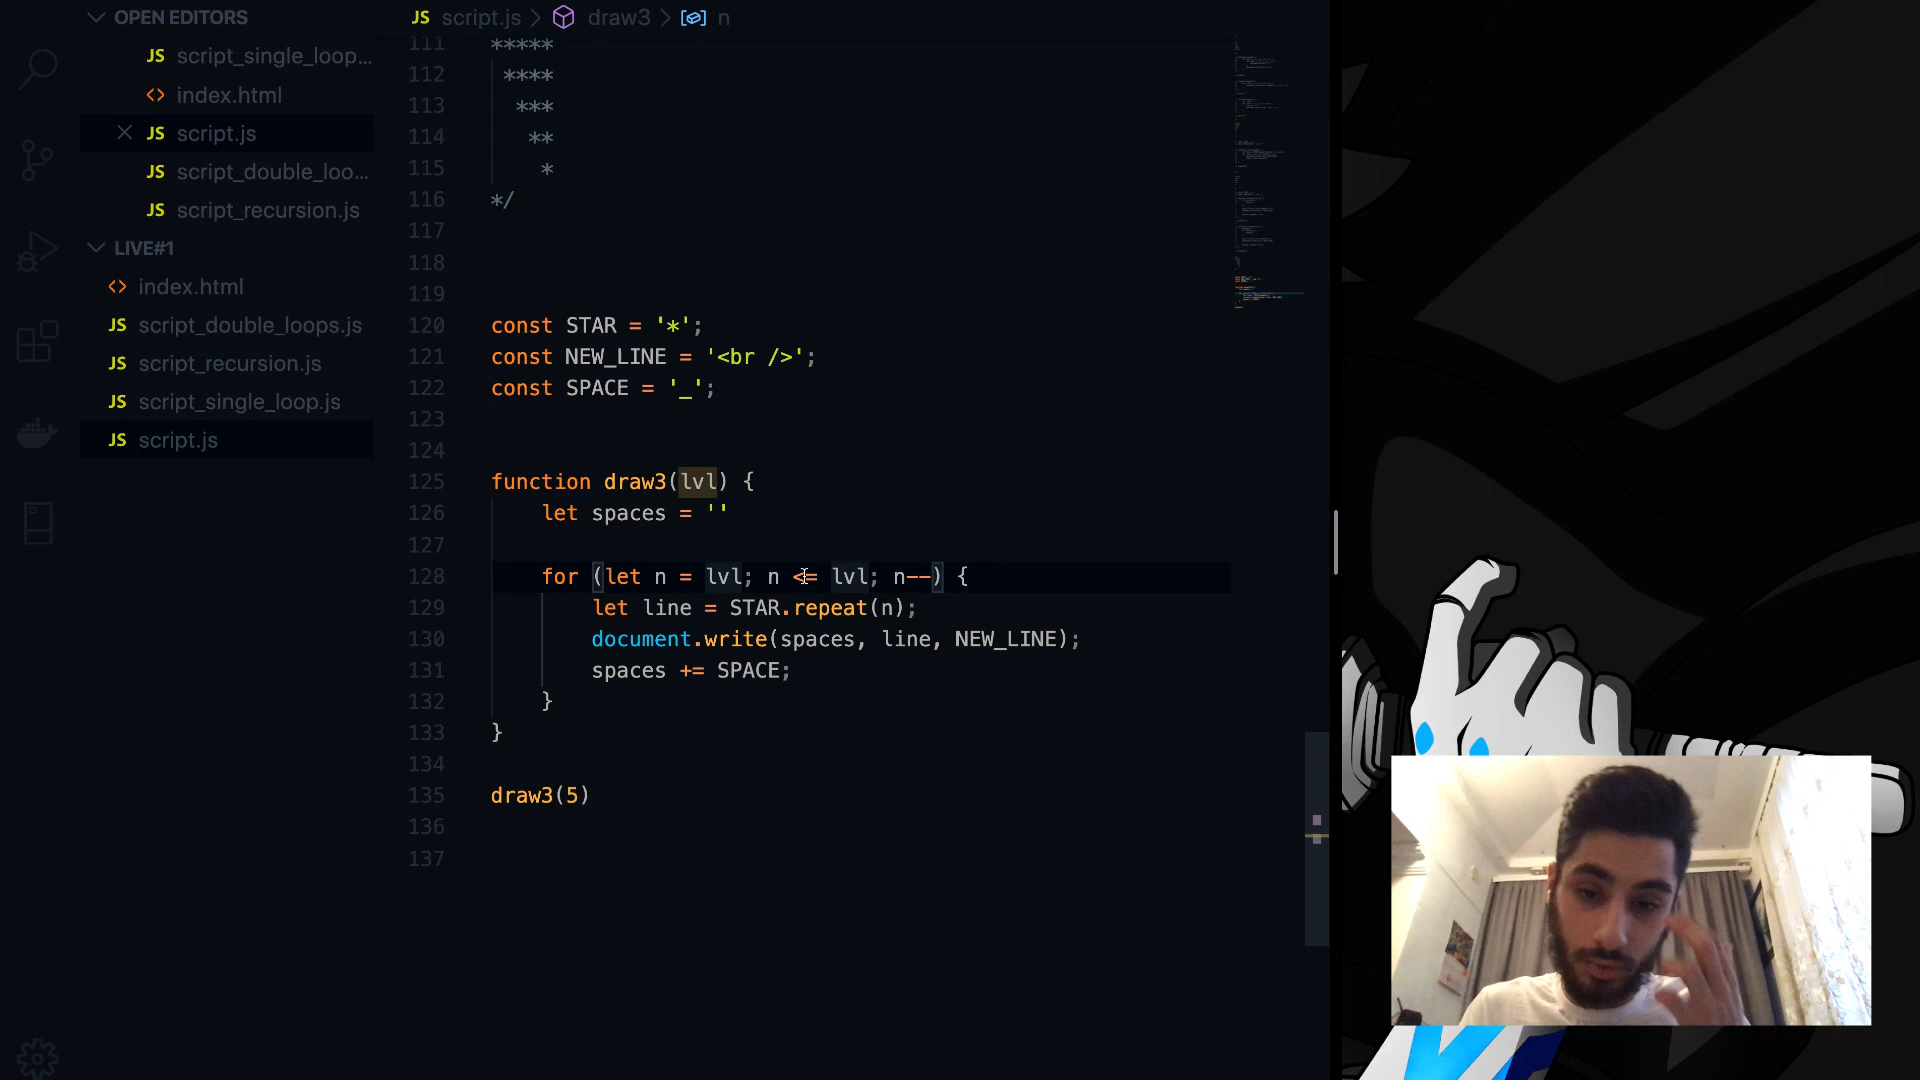 OPEN EDITORS
JS script_single_loop...
<> index.html
JS script.js
JS script_double_loo...
JS script_recursion.js
LIVE#1
<> index.html
JS script_double_loops.js
JS script_recursion.js
JS script_single_loop.js
JS script.js
JS script.js > draw3 > n
111 *****
112 ****
113 ***
114 **
115 *
116 */
117
118
119
120 const STAR = '*';
121 const NEW_LINE = '<br />';
122 const SPACE = '_';
123
124
125 function draw3(lvl) {
126 let spaces = ''
127
128 for (let n = lvl; n <= lvl; n--) {
129 let line = STAR.repeat(n);
130 document.write(spaces, line, NEW_LINE);
131 spaces += SPACE;
132 }
133 }
134
135 draw3(5)
136
137